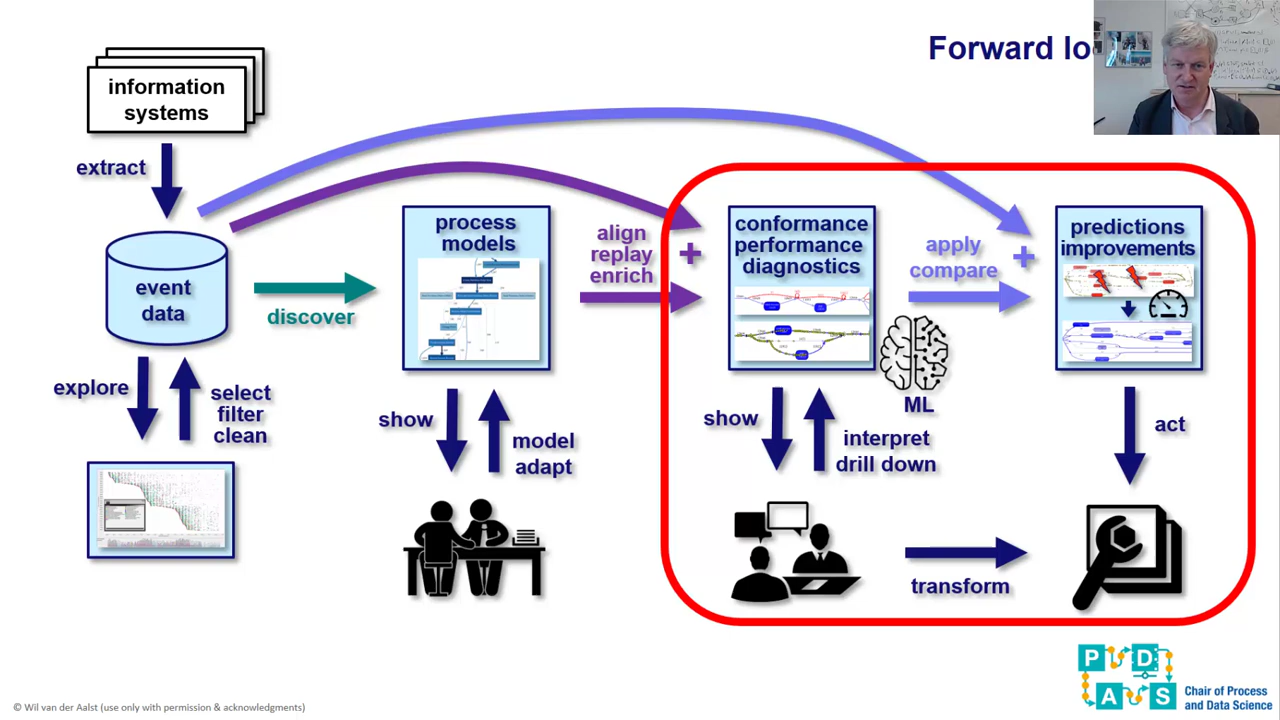 Forward lo
information
systems
extract
event
data
explore
select
filter
clean
discover
process
models
show
model
adapt
align
replay
enrich
+
conformance
performance
diagnostics
ML
show
interpret
drill down
apply
compare
+
predictions
improvements
act
transform
P D
A S
Chair of Process
and Data Science
© Wil van der Aalst (use only with permission & acknowledgments)